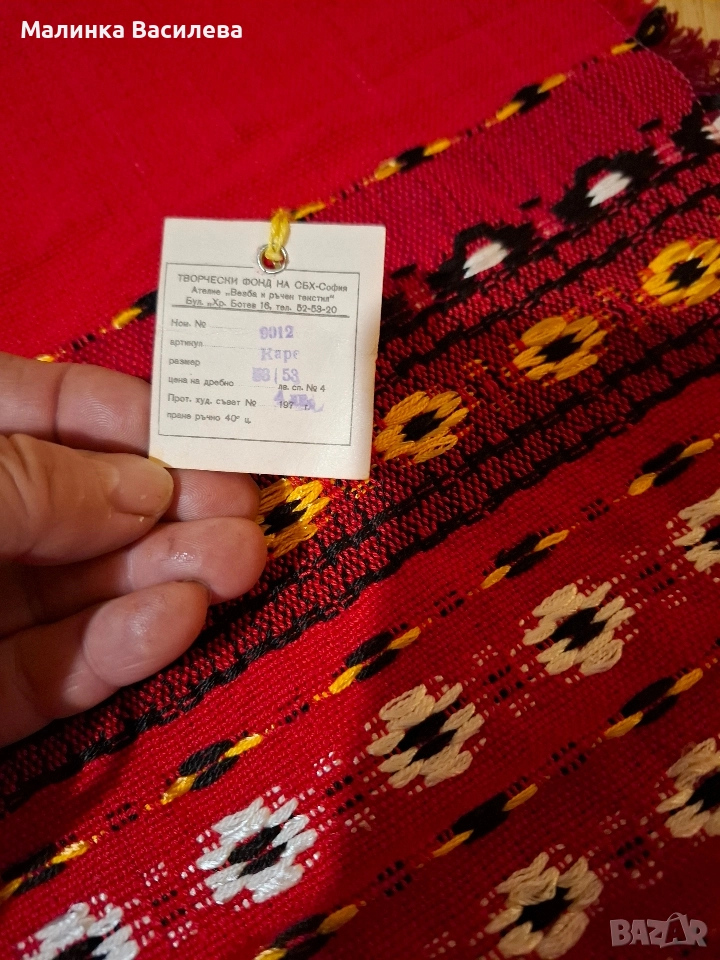 Малинка Василева
ТВОРЧЕСКИ ФОНД НА СБХ-София
Ателие „Везба и ръчен текстил"
Бул. „Хр. Ботев 16, тел. 52-53-20
Ном. № 9912
артикул Каре
размер 53 | 53
цена на дребно лв. сп. № 4
Прот. худ. съвет № 197 г.
пране ръчно 40° ц.
BAZAR